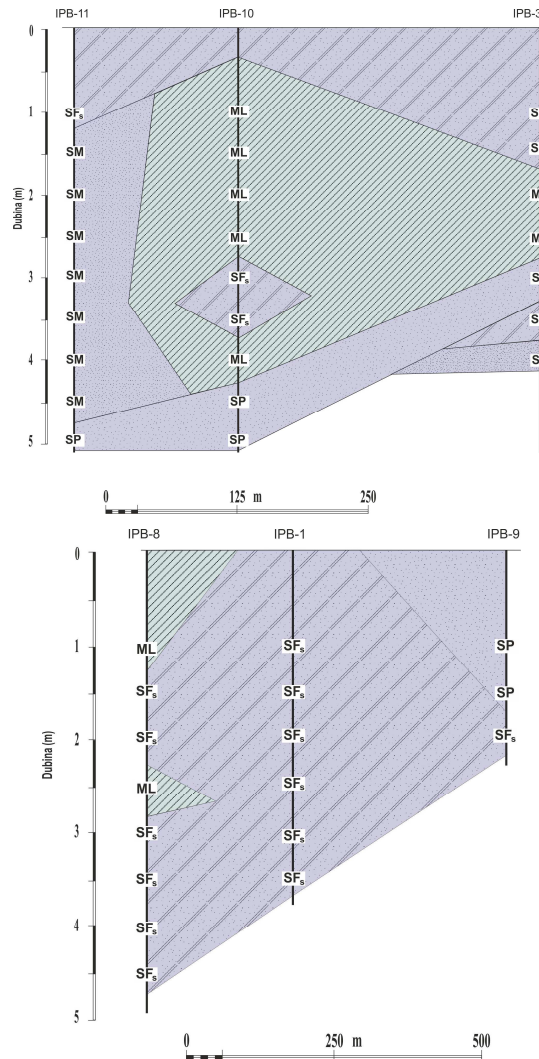 IPB-11 IPB-10 IPB-3
0
1 SFs ML S
SM ML S
2 SM ML M
SM ML M
3 SM SFs S
SM SFs S
4 SM ML S
SM SP
5 SP SP
Dubina (m)
0 125 m 250
IPB-8 IPB-1 IPB-9
0
1 ML SFs SP
SFs SFs SP
2 SFs SFs SFs
ML SFs
3 SFs SFs
SFs SFs
4 SFs
SFs
5
Dubina (m)
0 250 m 500